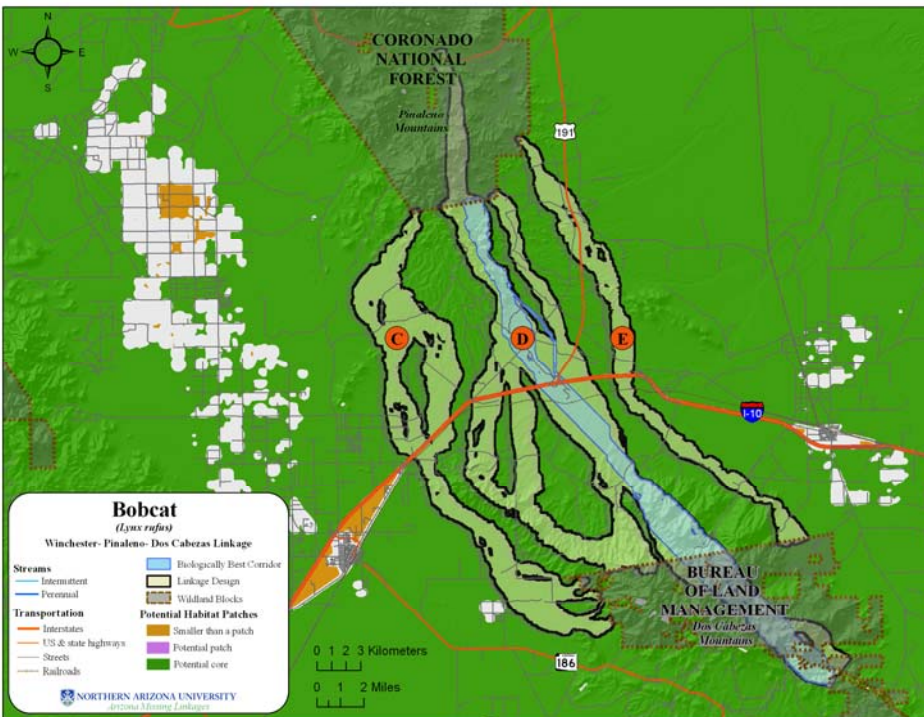 N
W E
S
CORONADO
NATIONAL
FOREST
Pinaleno
Mountains
191
C
D
E
I-10
BUREAU
OF LAND
MANAGEMENT
Dos Cabezas
Mountains
186
Bobcat
(Lynx rufus)
Winchester- Pinaleno- Dos Cabezas Linkage
Streams
Intermittent
Perennial
Transportation
Interstates
US & state highways
Streets
Railroads
Biologically Best Corridor
Linkage Design
Wildland Blocks
Potential Habitat Patches
Smaller than a patch
Potential patch
Potential core
NORTHERN ARIZONA UNIVERSITY
Arizona Missing Linkages
0 1 2 3 Kilometers
0 1 2 Miles